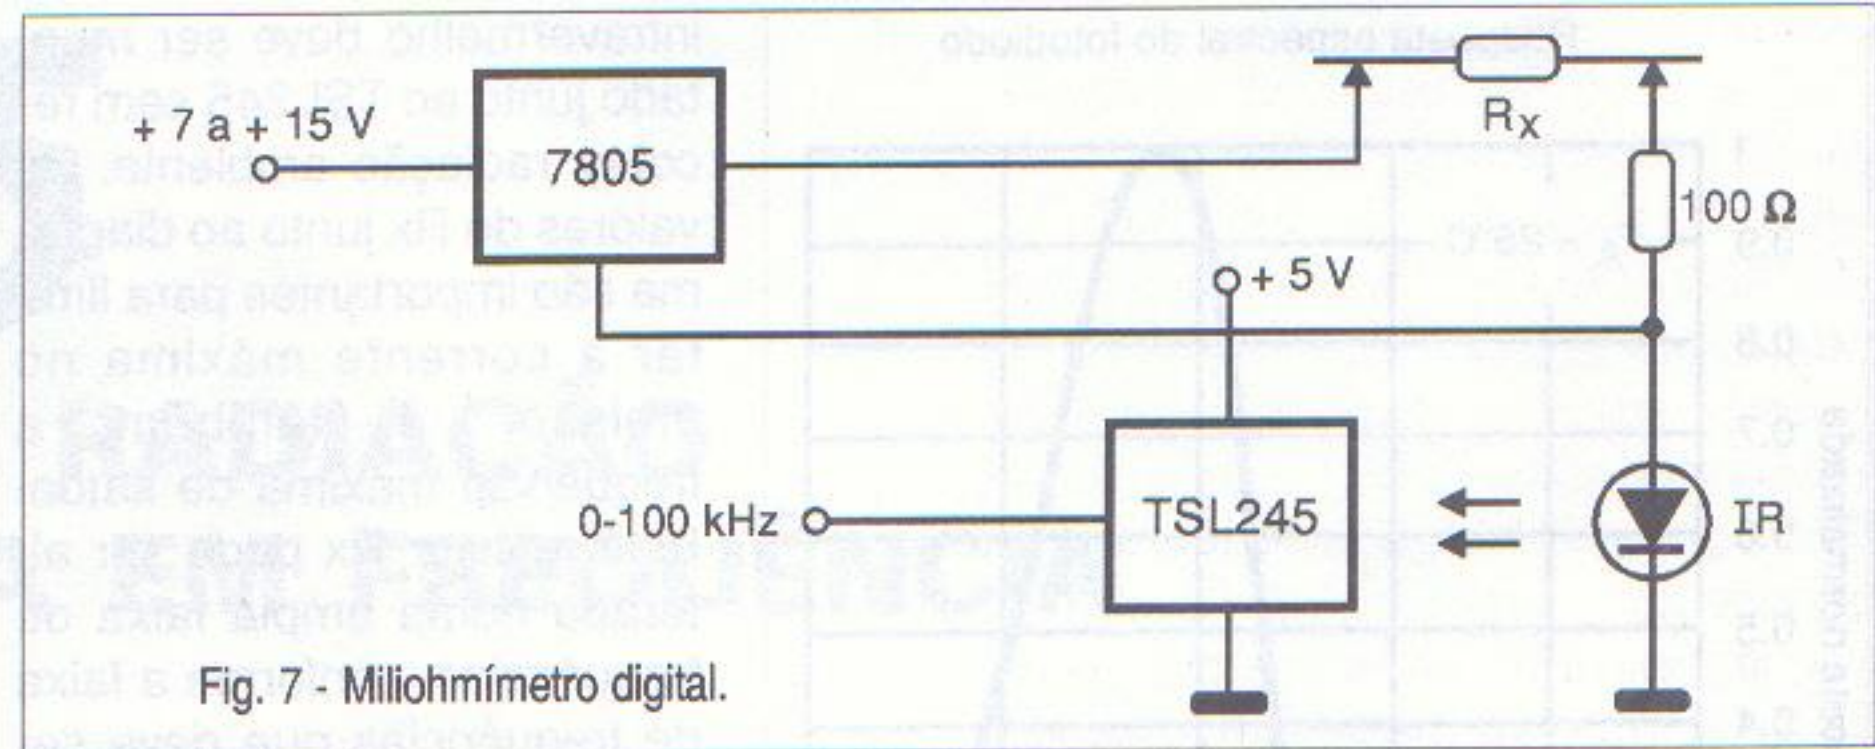 + 7 a + 15 V
7805
RX
100 Ω
+ 5 V
0-100 kHz
TSL245
IR
Fig. 7 - Miliohmímetro digital.